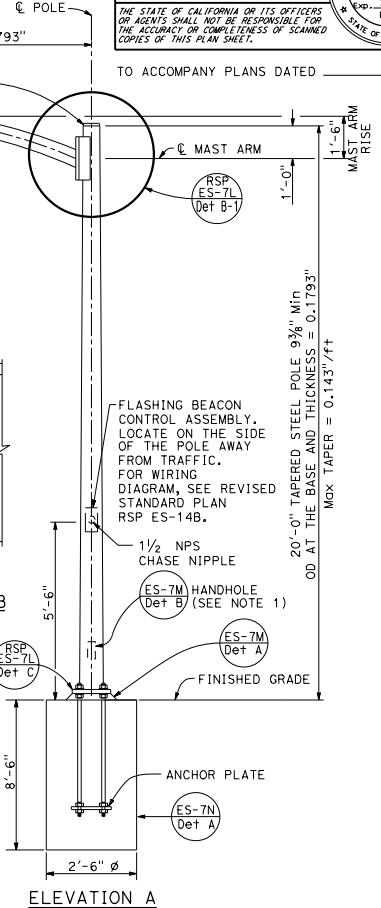 ℄ POLE
793"
THE STATE OF CALIFORNIA OR ITS OFFICERS
OR AGENTS SHALL NOT BE RESPONSIBLE FOR
THE ACCURACY OR COMPLETENESS OF SCANNED
COPIES OF THIS PLAN SHEET.
Exp.
STATE OF
TO ACCOMPANY PLANS DATED
℄ MAST ARM
1'-0"
1'-6"
MAST ARM
RISE
RSP
ES-7L
Det B-1
20'-0" TAPERED STEEL POLE 9⅜" Min
OD AT THE BASE AND THICKNESS = 0.1793"
Max TAPER = 0.143"/ft
FLASHING BEACON
CONTROL ASSEMBLY.
LOCATE ON THE SIDE
OF THE POLE AWAY
FROM TRAFFIC.
FOR WIRING
DIAGRAM, SEE REVISED
STANDARD PLAN
RSP ES-14B.
1½ NPS
CHASE NIPPLE
5'-6"
ES-7M
Det B
HANDHOLE
(SEE NOTE 1)
B
RSP
ES-7L
Det C
ES-7M
Det A
FINISHED GRADE
8'-6"
ANCHOR PLATE
ES-7N
Det A
2'-6" Ø
ELEVATION A